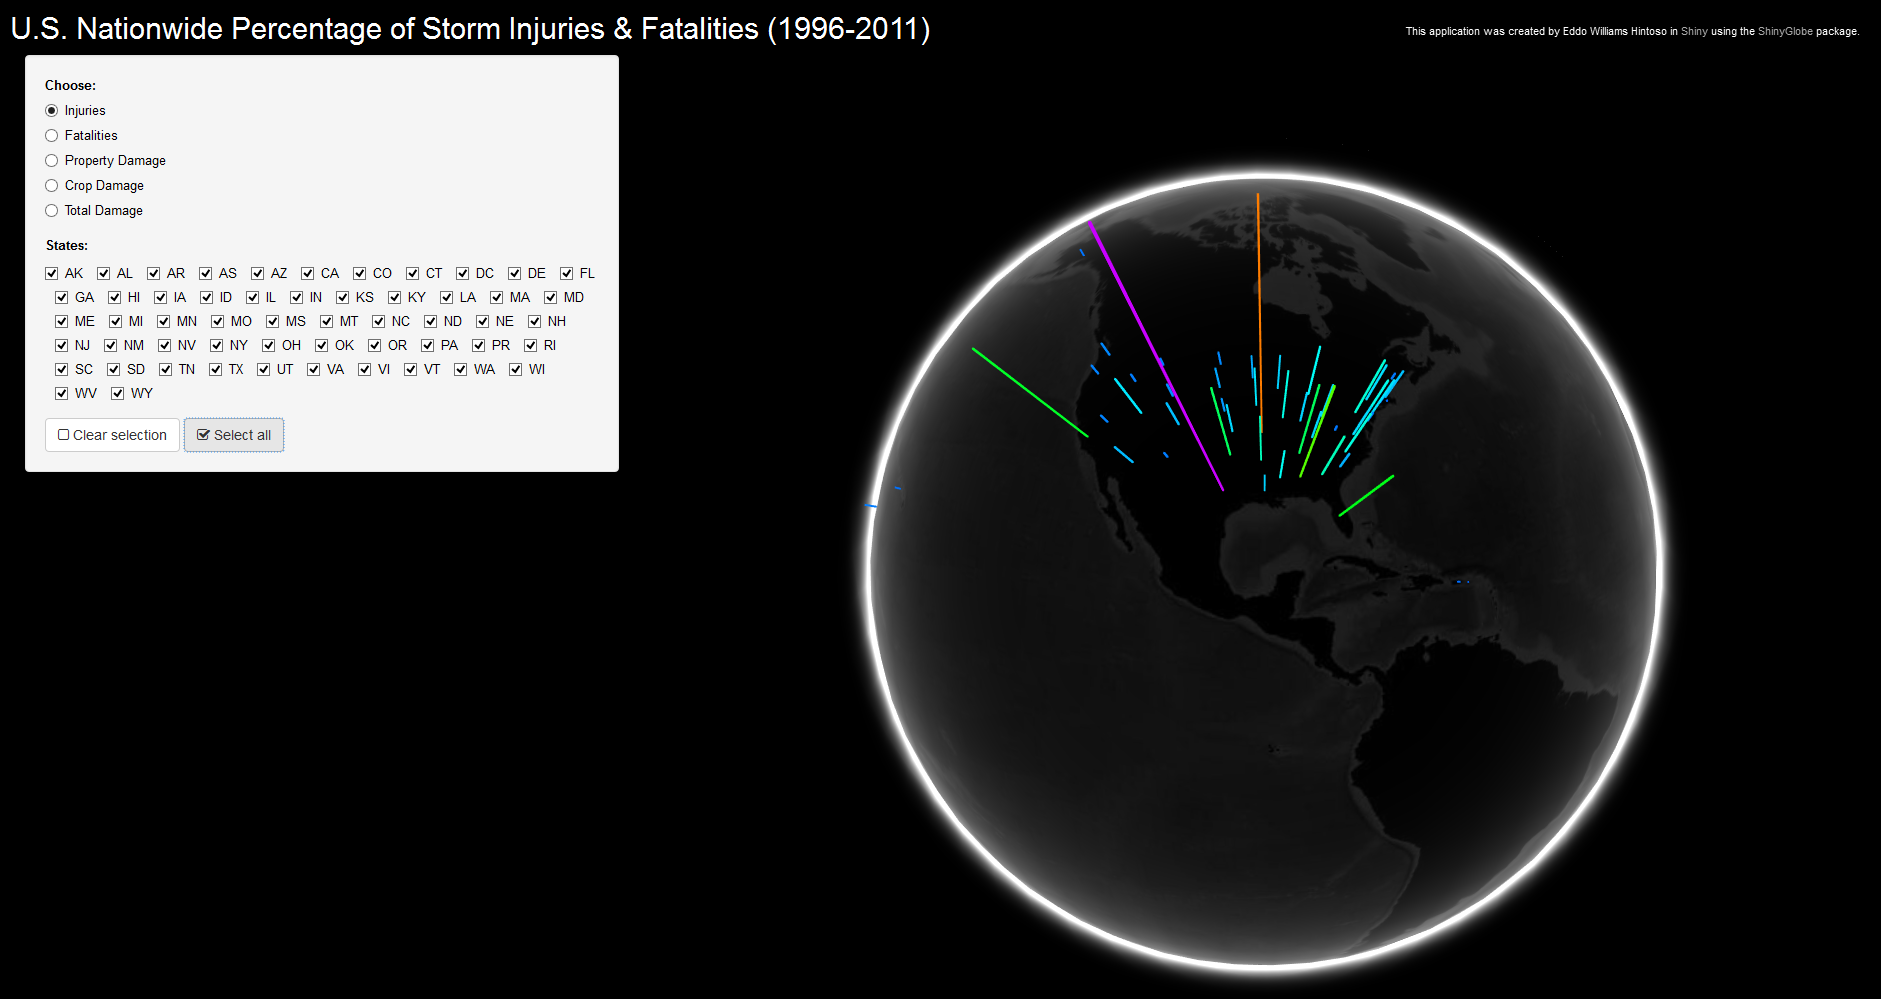 U.S. Nationwide Percentage of Storm Injuries & Fatalities (1996-2011)
This application was created by Eddo Williams Hintoso in Shiny using the ShinyGlobe package.
Choose:
Injuries
Fatalities
Property Damage
Crop Damage
Total Damage
States:
AK AL AR AS AZ CA CO CT DC DE FL
GA HI IA ID IL IN KS KY LA MA MD
ME MI MN MO MS MT NC ND NE NH
NJ NM NV NY OH OK OR PA PR RI
SC SD TN TX UT VA VI VT WA WI
WV WY
Clear selection Select all